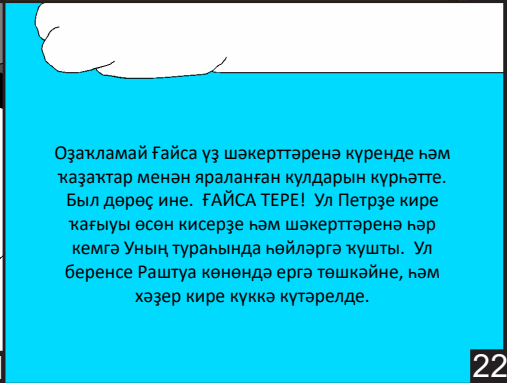 Оҙаҡламай Ғайса үҙ шәкерттәренә күренде һәм
ҡаҙаҡтар менән яраланған кулдарын күрһәтте.
Был дөрөҫ ине.  ҒАЙСА ТЕРЕ!  Ул Петрҙе кире
ҡағыуы өсөн кисерҙе һәм шәкерттәренә һәр
кемгә Уның тураһында һөйләргә ҡушты.  Ул
беренсе Раштуа көнөндә ергә төшкәйне, һәм
хәҙер кире күккә күтәрелде.
22